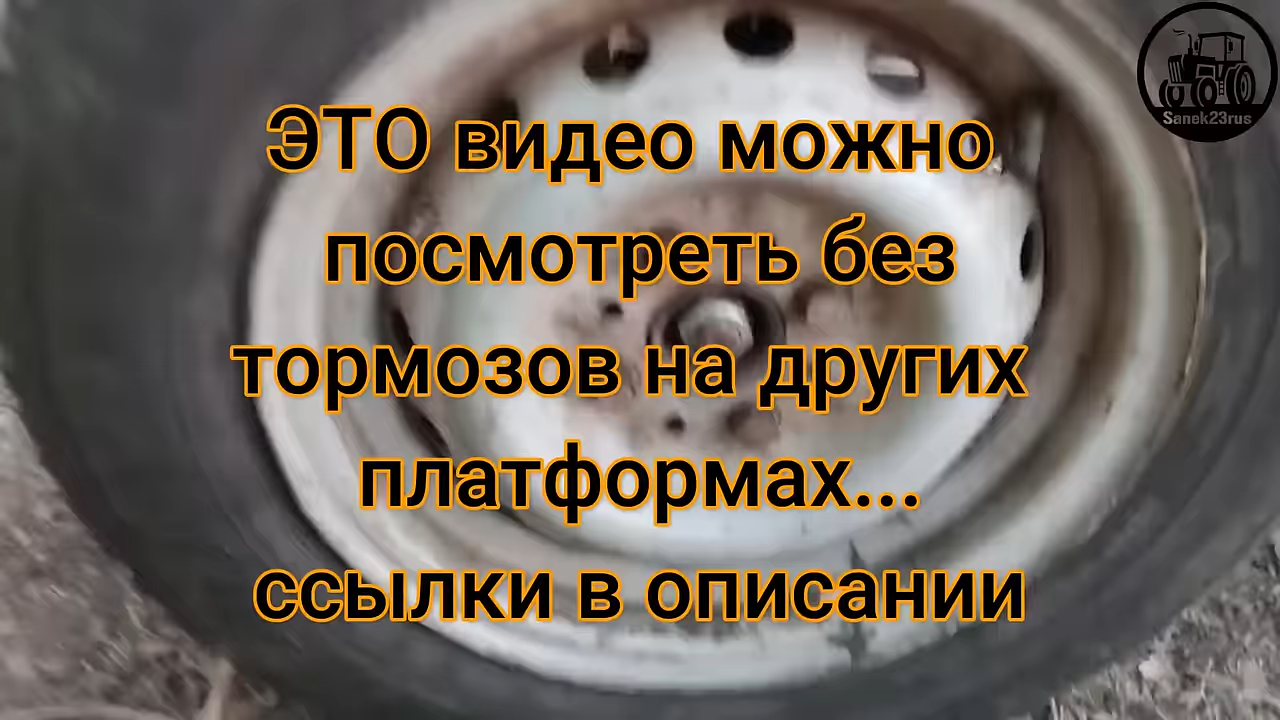 Sanek23rus
ЭТО видео можно
посмотреть без
тормозов на других
платформах...
ссылки в описании